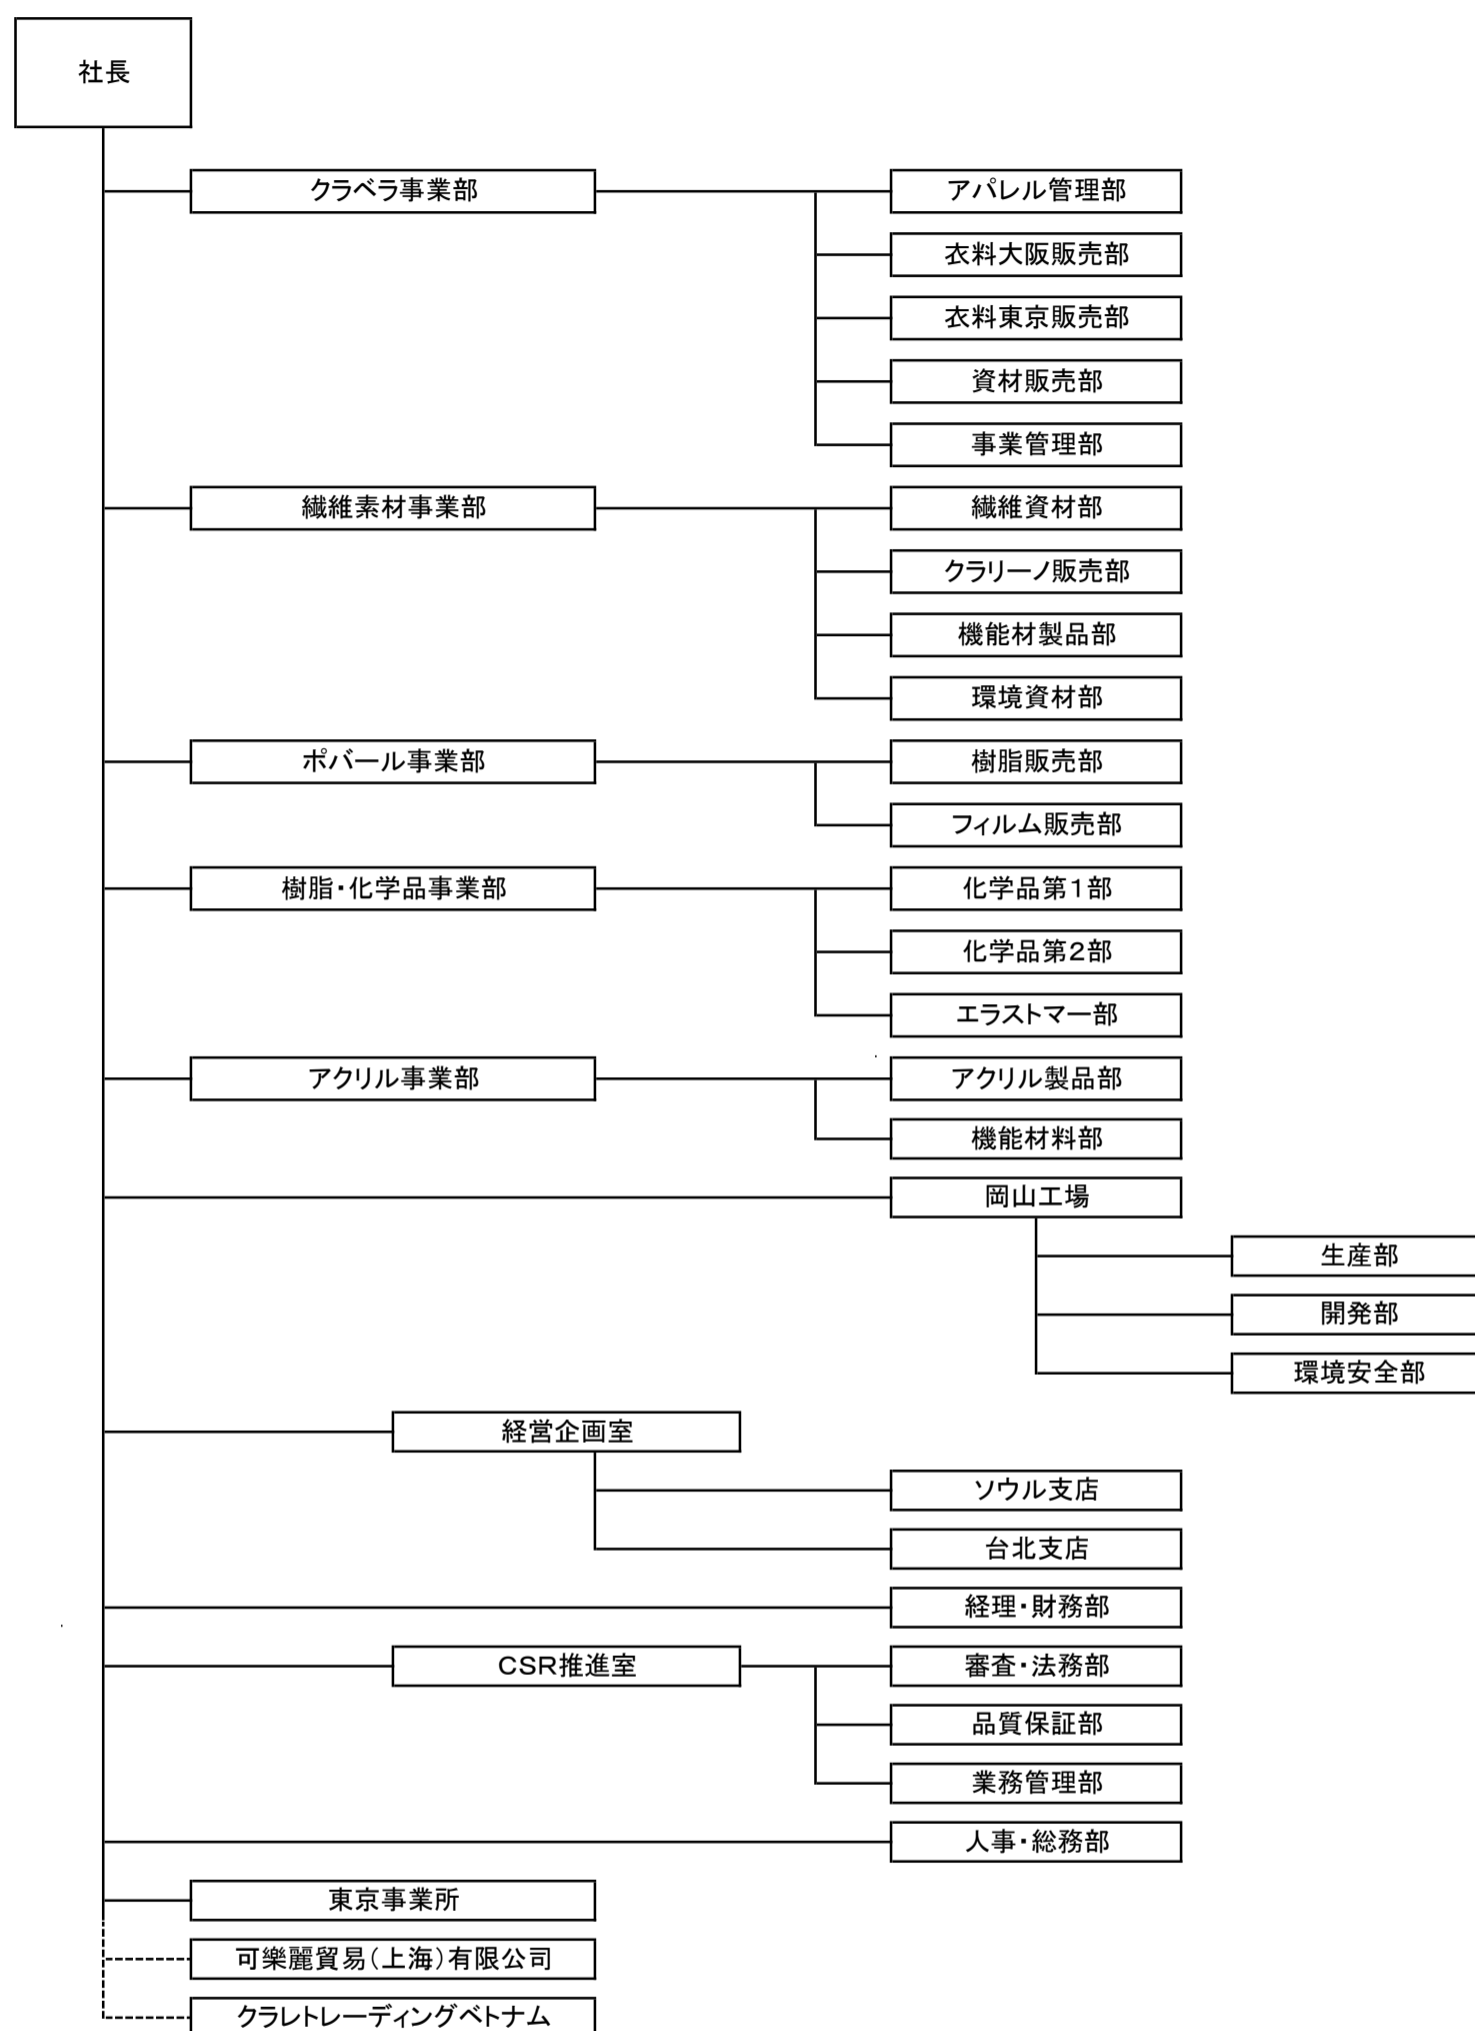 社長
クラベラ事業部
アパレル管理部
衣料大阪販売部
衣料東京販売部
資材販売部
事業管理部
繊維素材事業部
繊維資材部
クラリーノ販売部
機能材製品部
環境資材部
ポバール事業部
樹脂販売部
フィルム販売部
樹脂・化学品事業部
化学品第１部
化学品第２部
エラストマー部
アクリル事業部
アクリル製品部
機能材料部
岡山工場
生産部
開発部
環境安全部
経営企画室
ソウル支店
台北支店
経理・財務部
CSR推進室
審査・法務部
品質保証部
業務管理部
人事・総務部
東京事業所
可樂麗貿易（上海）有限公司
クラレトレーディングベトナム